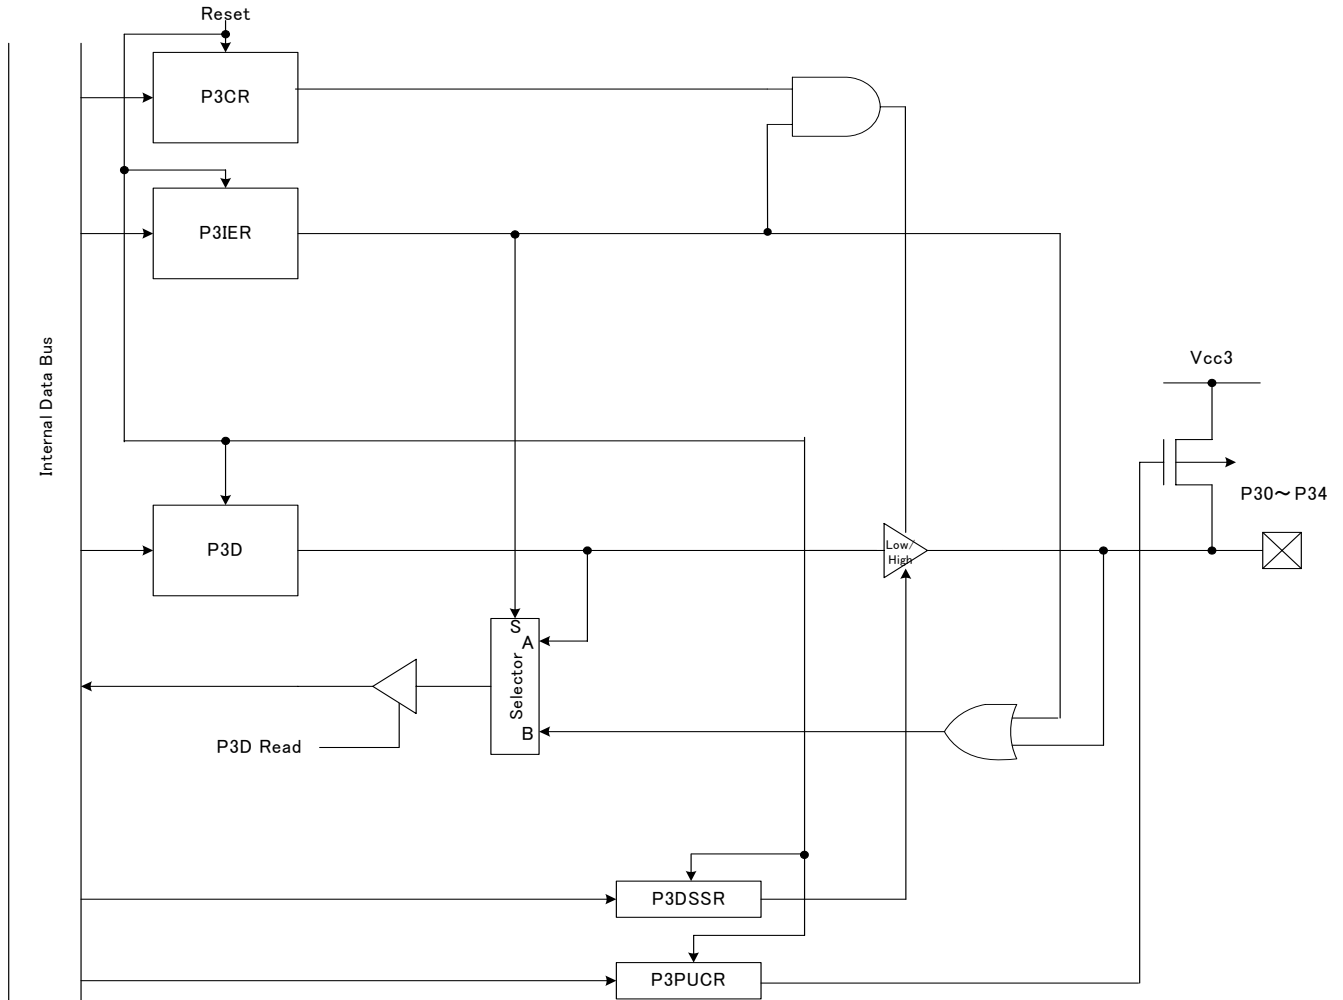 Reset
P3CR
P3IER
Internal Data Bus
Vcc3
P30～P34
P3D
Low/
High
S
A
Selector
B
P3D Read
P3DSSR
P3PUCR